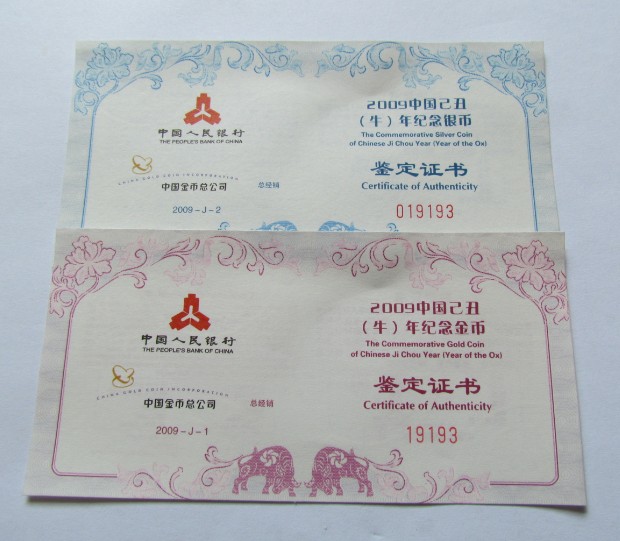 中国人民银行
THE PEOPLE'S BANK OF CHINA
CHINA GOLD COIN INCORPORATION
中国金币总公司 总经销
2009-J-2
2009中国己丑
(牛)年纪念银币
The Commemorative Silver Coin
of Chinese Ji Chou Year (Year of the Ox)
鉴定证书
Certificate of Authenticity
019193
中国人民银行
THE PEOPLE'S BANK OF CHINA
CHINA GOLD COIN INCORPORATION
中国金币总公司 总经销
2009-J-1
2009中国己丑
(牛)年纪念金币
The Commemorative Gold Coin
of Chinese Ji Chou Year (Year of the Ox)
鉴定证书
Certificate of Authenticity
19193